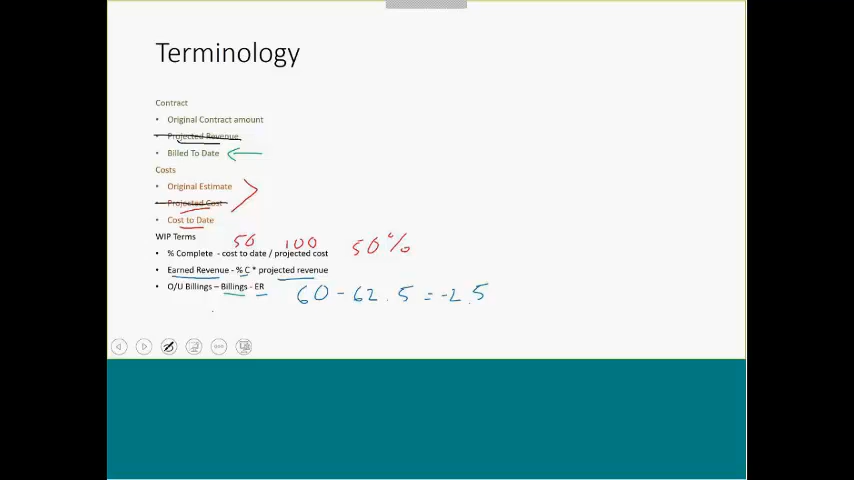 Terminology
Contract
• Original Contract amount
• Projected Revenue
• Billed To Date
Costs
• Original Estimate
• Projected Cost
• Cost to Date
WIP Terms
50 100 50%
• % Complete - cost to date / projected cost
• Earned Revenue - % C * projected revenue
• O/U Billings – Billings - ER 60 - 62.5 = -2.5